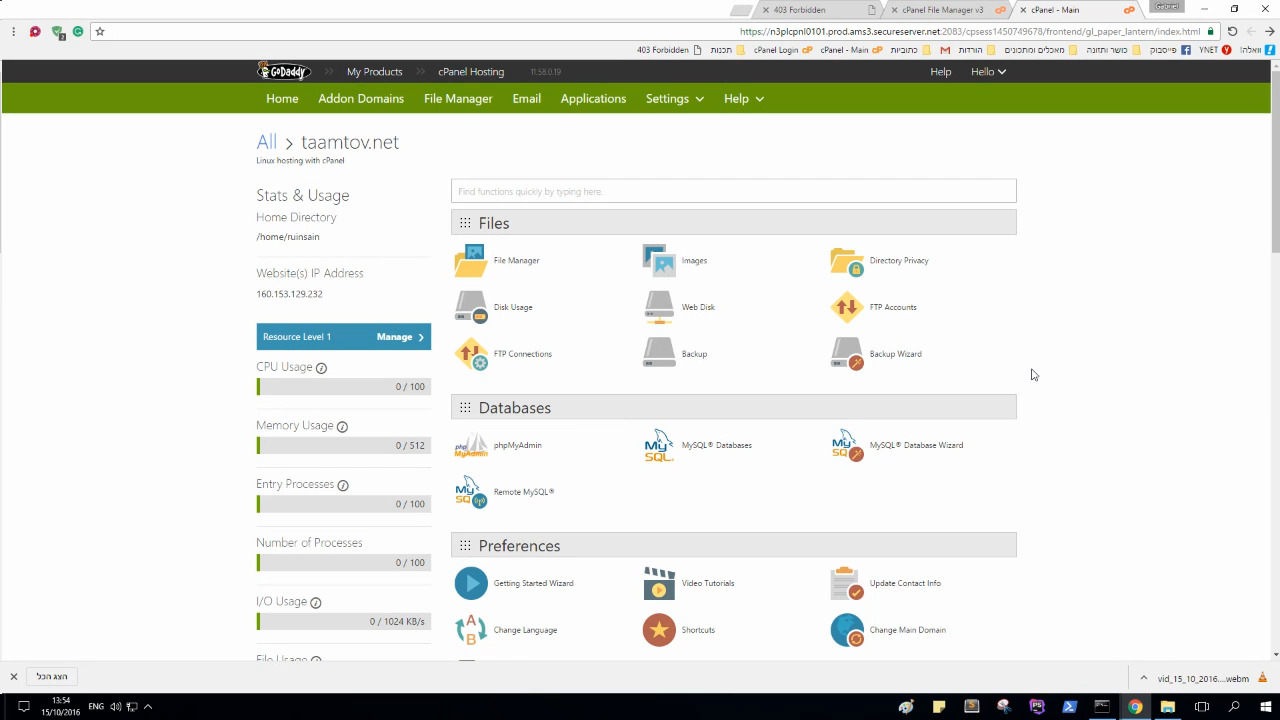 403 Forbidden
cPanel File Manager v3
cPanel - Main
Gabriel
https://n3plcpnl0101.prod.ams3.secureserver.net:2083/cpsess1450749678/frontend/gl_paper_lantern/index.html
403 Forbidden
תכנות
cPanel Login
cPanel - Main
כתוביות
הורדות
מאכלים ומתכונים
כושר ותזונה
פייסבוק
YNET
וואלה!
GoDaddy
My Products
cPanel Hosting
11.58.0.19
Help
Hello
Home
Addon Domains
File Manager
Email
Applications
Settings
Help
All > taamtov.net
Linux hosting with cPanel
Stats & Usage
Home Directory
/home/ruinsain
Website(s) IP Address
160.153.129.232
Resource Level 1
Manage
CPU Usage
0 / 100
Memory Usage
0 / 512
Entry Processes
0 / 100
Number of Processes
0 / 100
I/O Usage
0 / 1024 KB/s
File Usage
Find functions quickly by typing here.
Files
File Manager
Images
Directory Privacy
Disk Usage
Web Disk
FTP Accounts
FTP Connections
Backup
Backup Wizard
Databases
phpMyAdmin
MySQL® Databases
MySQL® Database Wizard
Remote MySQL®
Preferences
Getting Started Wizard
Video Tutorials
Update Contact Info
Change Language
Shortcuts
Change Main Domain
הצג הכל
vid_15_10_2016....webm
13:54
15/10/2016
ENG